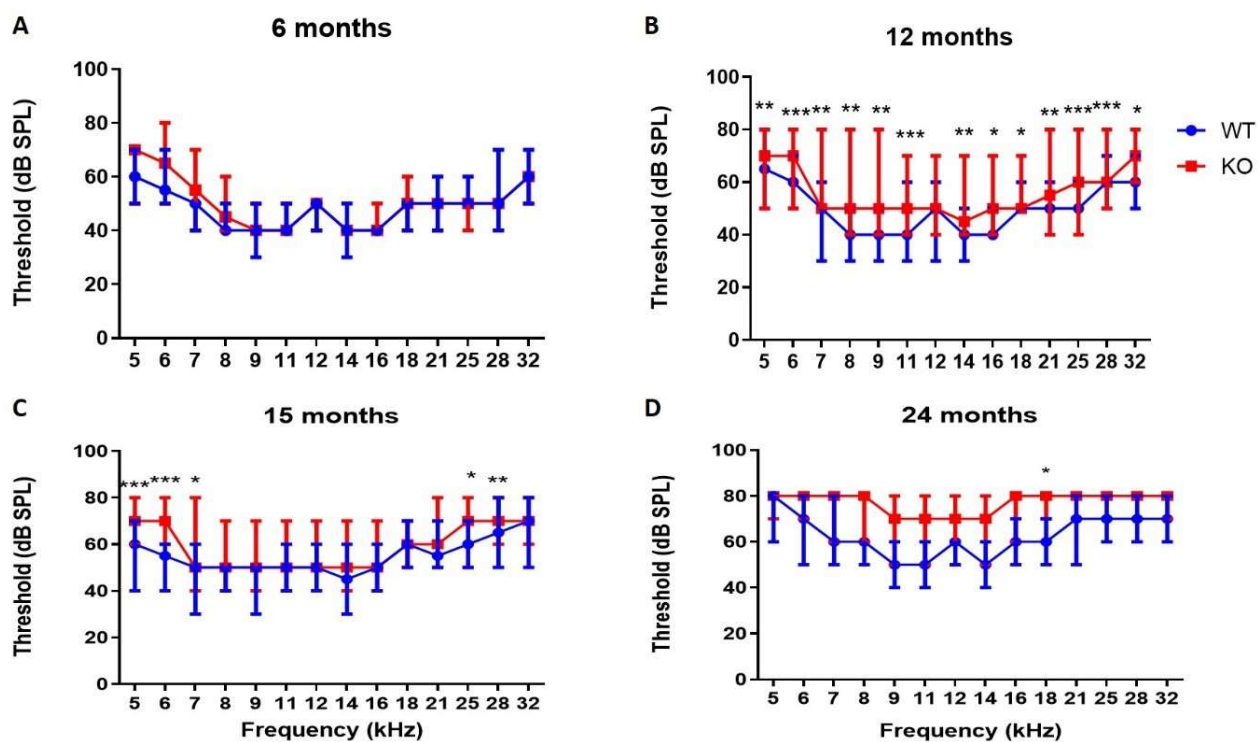 A
6 months
Threshold (dB SPL)
100
80
60
40
20
0
5 6 7 8 9 11 12 14 16 18 21 25 28 32
B
12 months
Threshold (dB SPL)
100
80
60
40
20
0
** *** ** ** ** *** ** * * ** *** *** *
5 6 7 8 9 11 12 14 16 18 21 25 28 32
WT
KO
C
15 months
Threshold (dB SPL)
100
80
60
40
20
0
*** *** * * **
5 6 7 8 9 11 12 14 16 18 21 25 28 32
Frequency (kHz)
D
24 months
Threshold (dB SPL)
100
80
60
40
20
0
*
5 6 7 8 9 11 12 14 16 18 21 25 28 32
Frequency (kHz)